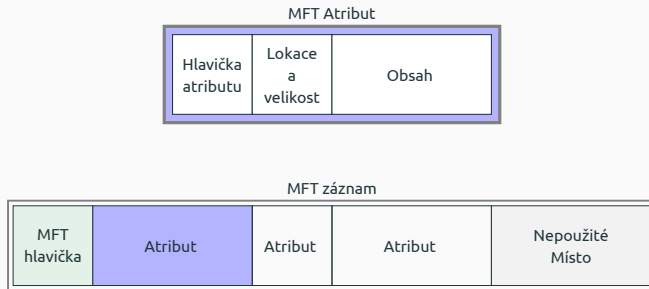 MFT Atribut
Hlavička
atributu
Lokace
a
velikost
Obsah
MFT záznam
MFT
hlavička
Atribut
Atribut
Atribut
Nepoužité
Místo